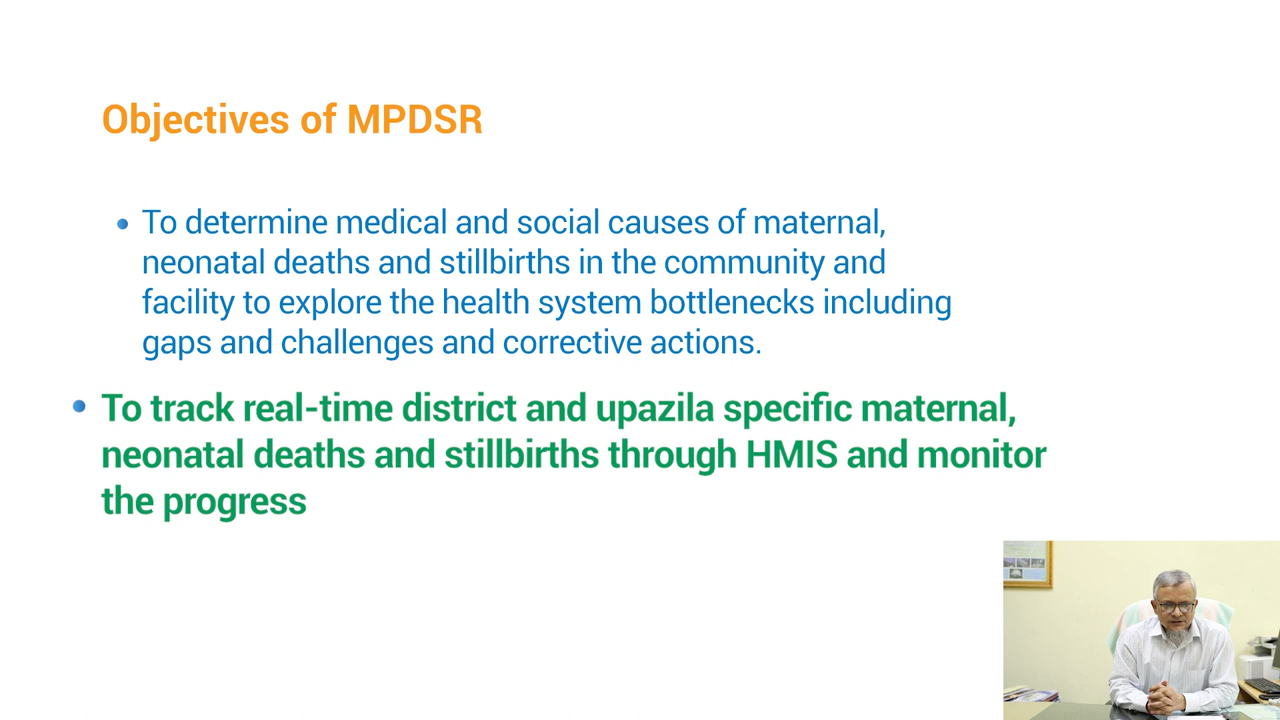 Objectives of MPDSR
• To determine medical and social causes of maternal,
neonatal deaths and stillbirths in the community and
facility to explore the health system bottlenecks including
gaps and challenges and corrective actions.
• To track real-time district and upazila specific maternal,
neonatal deaths and stillbirths through HMIS and monitor
the progress